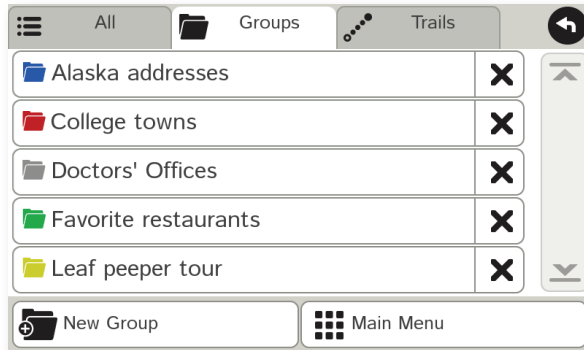 All
Groups
Trails
Alaska addresses
College towns
Doctors' Offices
Favorite restaurants
Leaf peeper tour
New Group
Main Menu